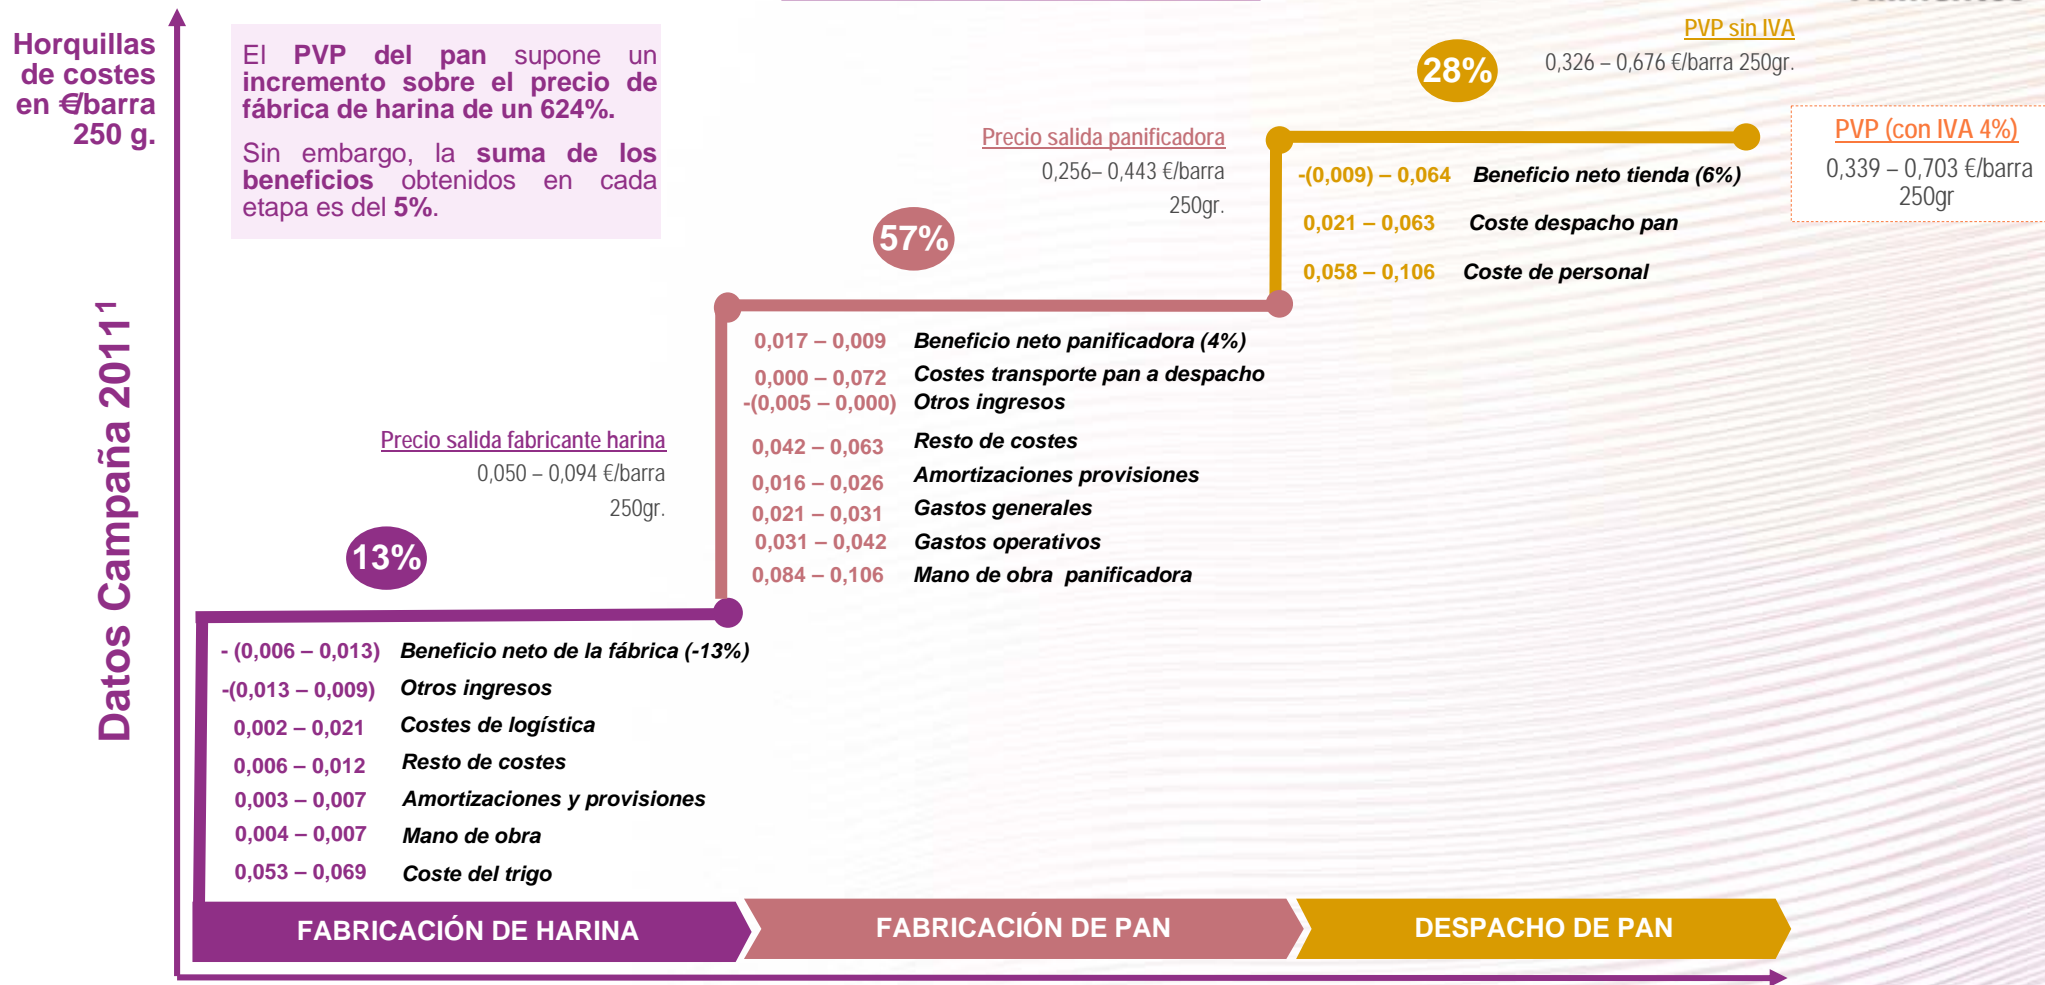 Horquillas
de costes
en €/barra
250 g.
Datos Campaña 2011¹
El PVP del pan supone un
incremento sobre el precio de
fábrica de harina de un 624%.
Sin embargo, la suma de los
beneficios obtenidos en cada
etapa es del 5%.
28%
PVP sin IVA
0,326 – 0,676 €/barra 250gr.
PVP (con IVA 4%)
0,339 – 0,703 €/barra
250gr
-(0,009) – 0,064 Beneficio neto tienda (6%)
0,021 – 0,063 Coste despacho pan
0,058 – 0,106 Coste de personal
Precio salida panificadora
0,256– 0,443 €/barra
250gr.
57%
0,017 – 0,009 Beneficio neto panificadora (4%)
0,000 – 0,072 Costes transporte pan a despacho
-(0,005 – 0,000) Otros ingresos
0,042 – 0,063 Resto de costes
0,016 – 0,026 Amortizaciones provisiones
0,021 – 0,031 Gastos generales
0,031 – 0,042 Gastos operativos
0,084 – 0,106 Mano de obra panificadora
Precio salida fabricante harina
0,050 – 0,094 €/barra
250gr.
13%
- (0,006 – 0,013) Beneficio neto de la fábrica (-13%)
-(0,013 – 0,009) Otros ingresos
0,002 – 0,021 Costes de logística
0,006 – 0,012 Resto de costes
0,003 – 0,007 Amortizaciones y provisiones
0,004 – 0,007 Mano de obra
0,053 – 0,069 Coste del trigo
FABRICACIÓN DE HARINA
FABRICACIÓN DE PAN
DESPACHO DE PAN